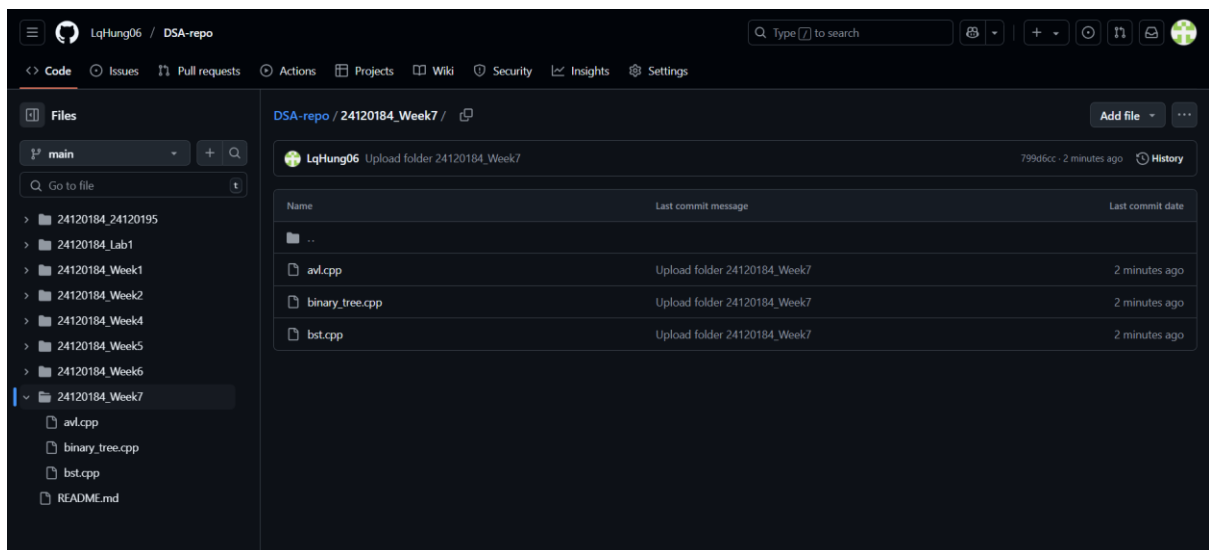 LqHung06 / DSA-repo
Type / to search
Code Issues Pull requests Actions Projects Wiki Security Insights Settings
Files
main
Go to file t
24120184_24120195
24120184_Lab1
24120184_Week1
24120184_Week2
24120184_Week4
24120184_Week5
24120184_Week6
24120184_Week7
avl.cpp
binary_tree.cpp
bst.cpp
README.md
DSA-repo / 24120184_Week7 /
Add file
LqHung06 Upload folder 24120184_Week7 799d6cc · 2 minutes ago History
Name Last commit message Last commit date
..
avl.cpp Upload folder 24120184_Week7 2 minutes ago
binary_tree.cpp Upload folder 24120184_Week7 2 minutes ago
bst.cpp Upload folder 24120184_Week7 2 minutes ago